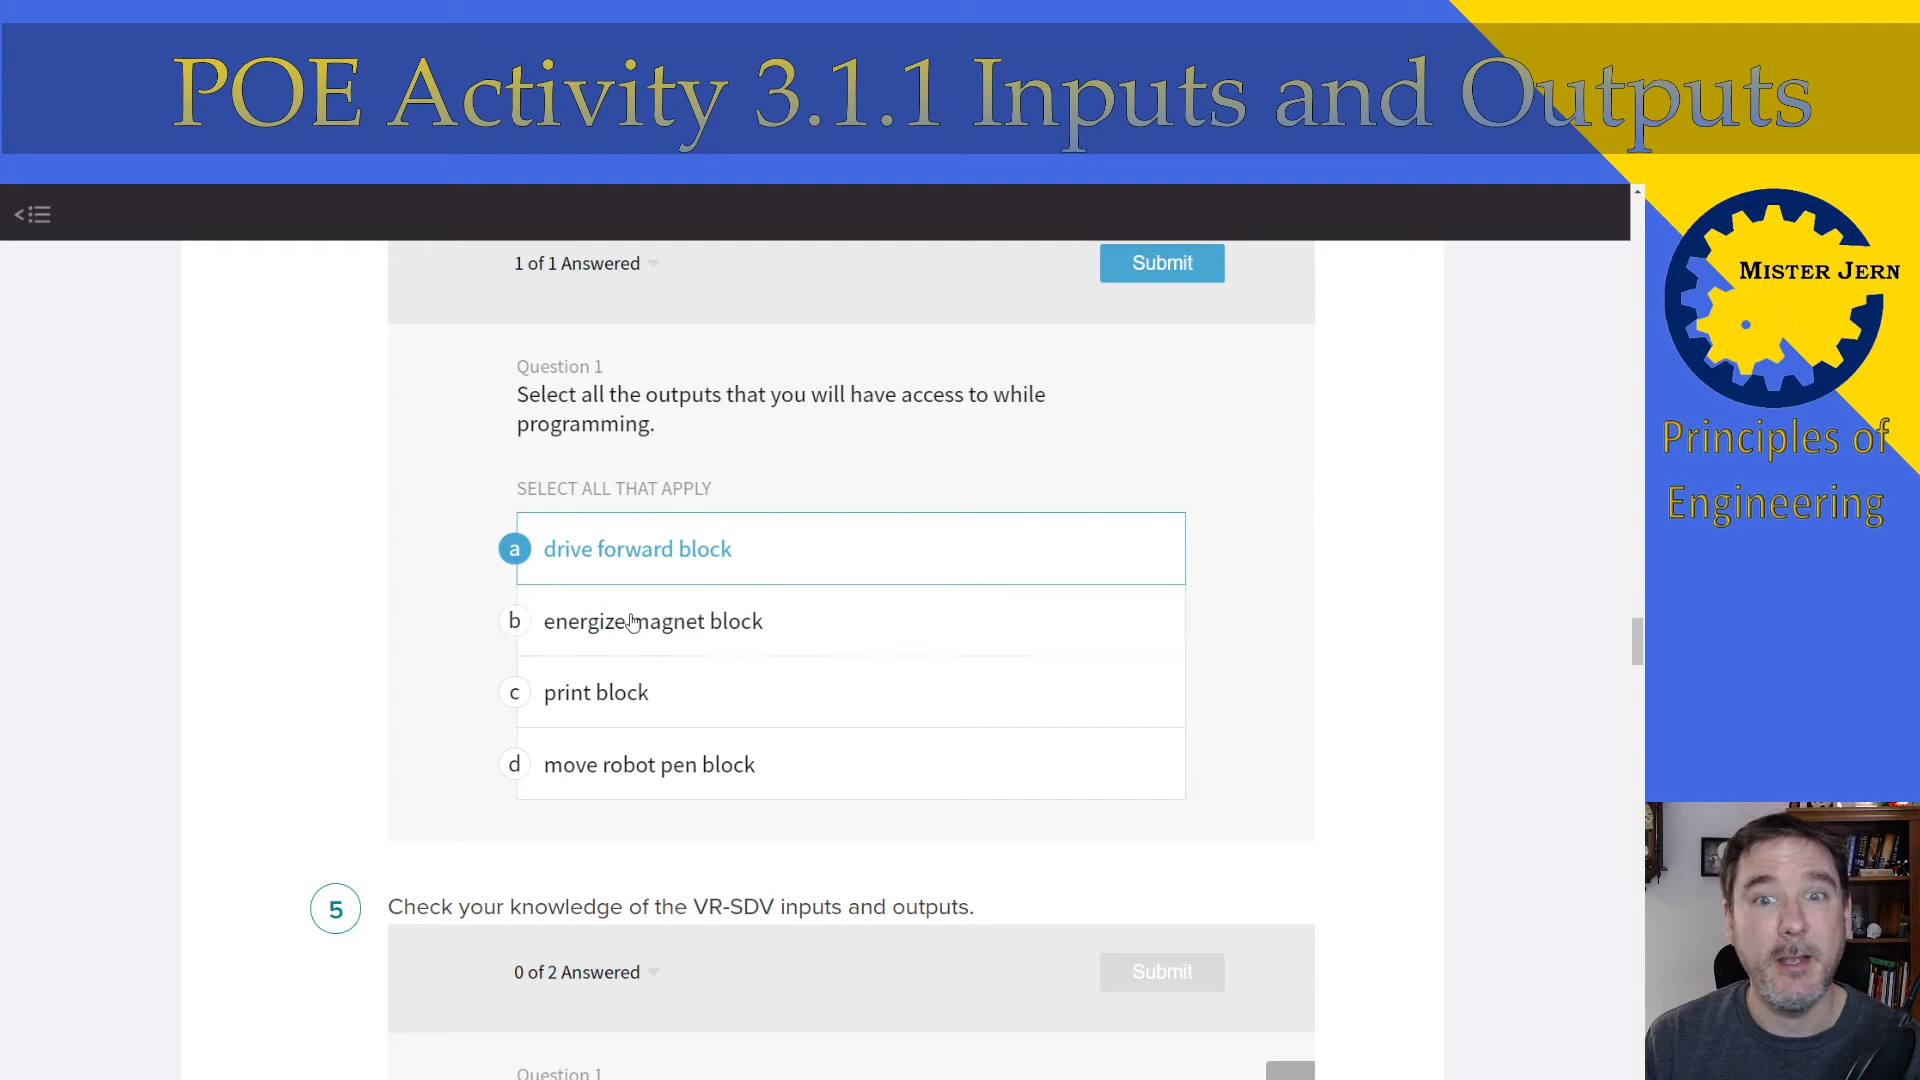 POE Activity 3.1.1 Inputs and Outputs
MISTER JERN
Principles of
Engineering
1 of 1 Answered
Submit
Question 1
Select all the outputs that you will have access to while
programming.
SELECT ALL THAT APPLY
a drive forward block
b energize magnet block
c print block
d move robot pen block
5 Check your knowledge of the VR-SDV inputs and outputs.
0 of 2 Answered
Submit
Question 1